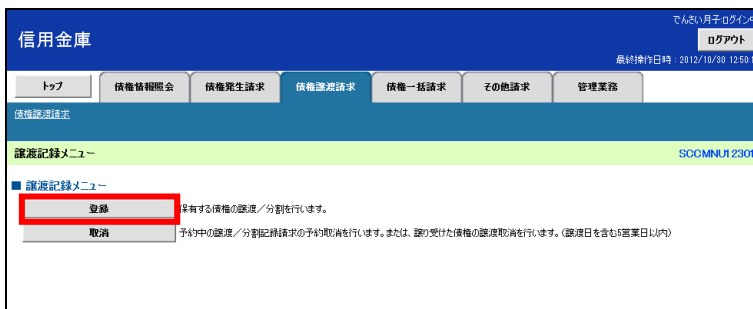 でんさい月子:ログイン中
信用金庫
ログアウト
最終操作日時:2012/10/30 12:50:1
トップ 債権情報照会 債権発生請求 債権譲渡請求 債権一括請求 その他請求 管理業務
債権譲渡請求
譲渡記録メニュー SCCMNU12301
■ 譲渡記録メニュー
登録 保有する債権の譲渡/分割を行います。
取消 予約中の譲渡/分割記録請求の予約取消を行います。または、譲り受けた債権の譲渡取消を行います。(譲渡日を含む5営業日以内)